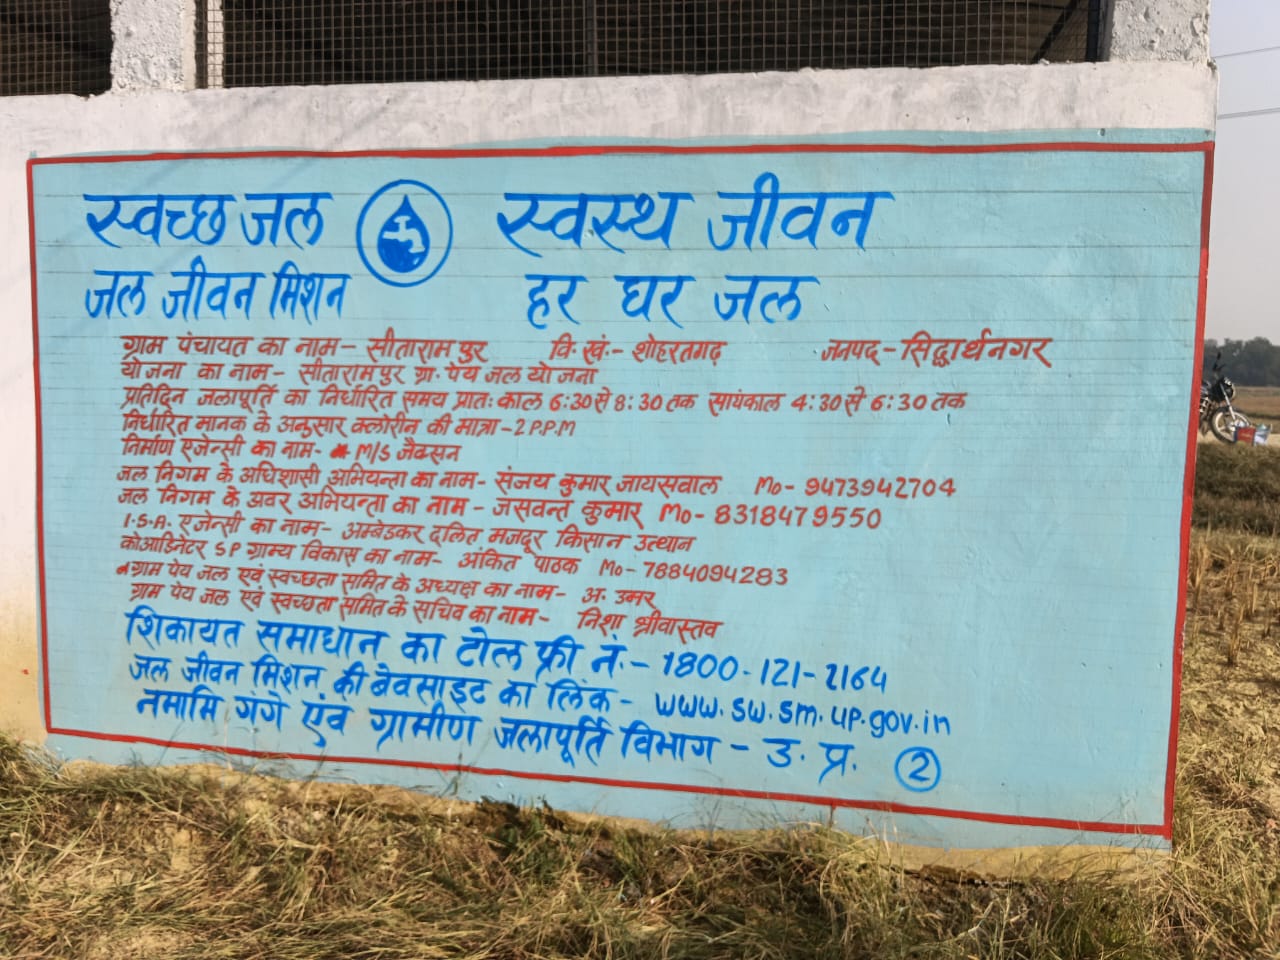 स्वच्छ जल स्वस्थ जीवन
जल जीवन मिशन हर घर जल
ग्राम पंचायत का नाम- सीताराम पुर वि. खं.- शोहरतगढ़ जनपद- सिद्धार्थनगर
योजना का नाम- सीतारामपुर ग्रा. पेय जल योजना
प्रतिदिन जलापूर्ति का निर्धारित समय प्रातः काल 6:30 से 8:30 तक सायंकाल 4:30 से 6:30 तक
निर्धारित मानक के अनुसार क्लोरीन की मात्रा- 2 P.P.M
निर्माण एजेन्सी का नाम- M/S जैक्सन
जल निगम के अधिशासी अभियन्ता का नाम- संजय कुमार जायसवाल Mo- 9473942704
जल निगम के अवर अभियन्ता का नाम- जसवन्त कुमार Mo- 8318479550
I.S.A. एजेन्सी का नाम- अम्बेडकर दलित मजदूर किसान उत्थान
कोआडिनेटर S P ग्राम्य विकास का नाम- अंकित पाठक Mo- 7884094283
ग्राम पेय जल एवं स्वच्छता समित के अध्यक्ष का नाम- अ. उमर
ग्राम पेय जल एवं स्वच्छता समित के सचिव का नाम- निशा श्रीवास्तव
शिकायत समाधान का टोल फ्री नं.- 1800-121-2164
जल जीवन मिशन की बेवसाइट का लिंक- www.sw.sm.up.gov.in
नमामि गंगे एवं ग्रामीण जलापूर्ति विभाग- उ. प्र. 2